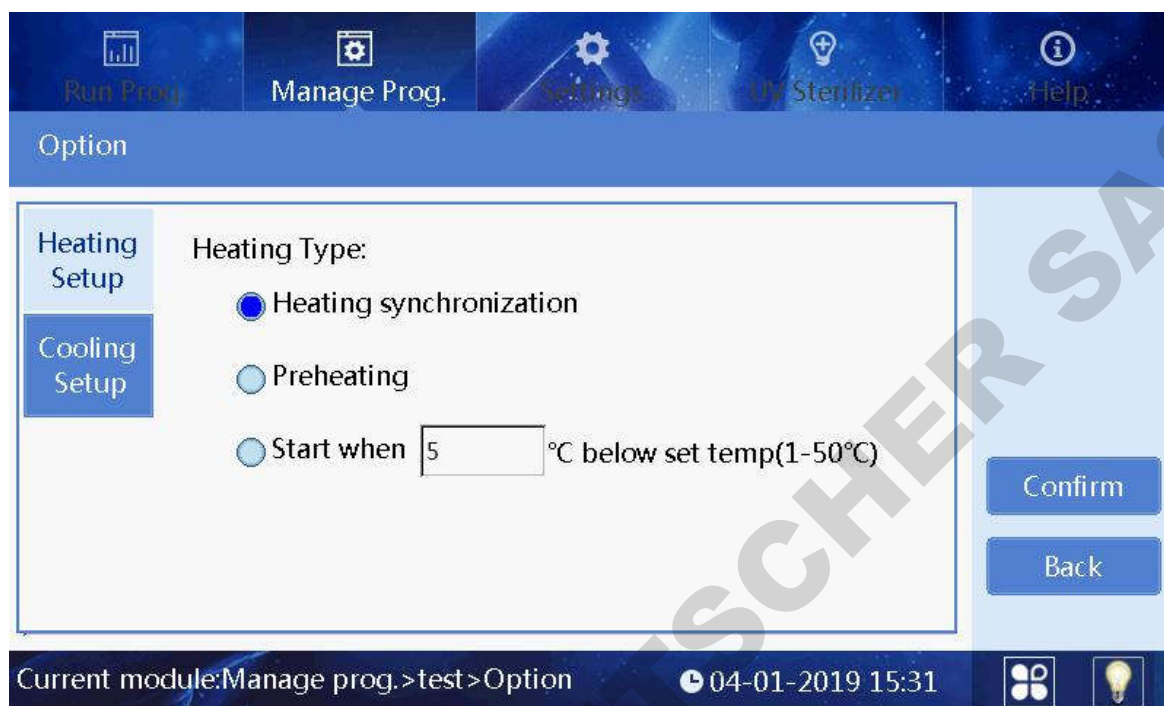 Run Prog.
Manage Prog.
Settings
UV Sterilizer
Help
Option
Heating
Setup
Cooling
Setup
Heating Type:
Heating synchronization
Preheating
Start when 5 °C below set temp(1-50℃)
Confirm
Back
Current module:Manage prog.>test>Option
04-01-2019 15:31
TSCHER SAS